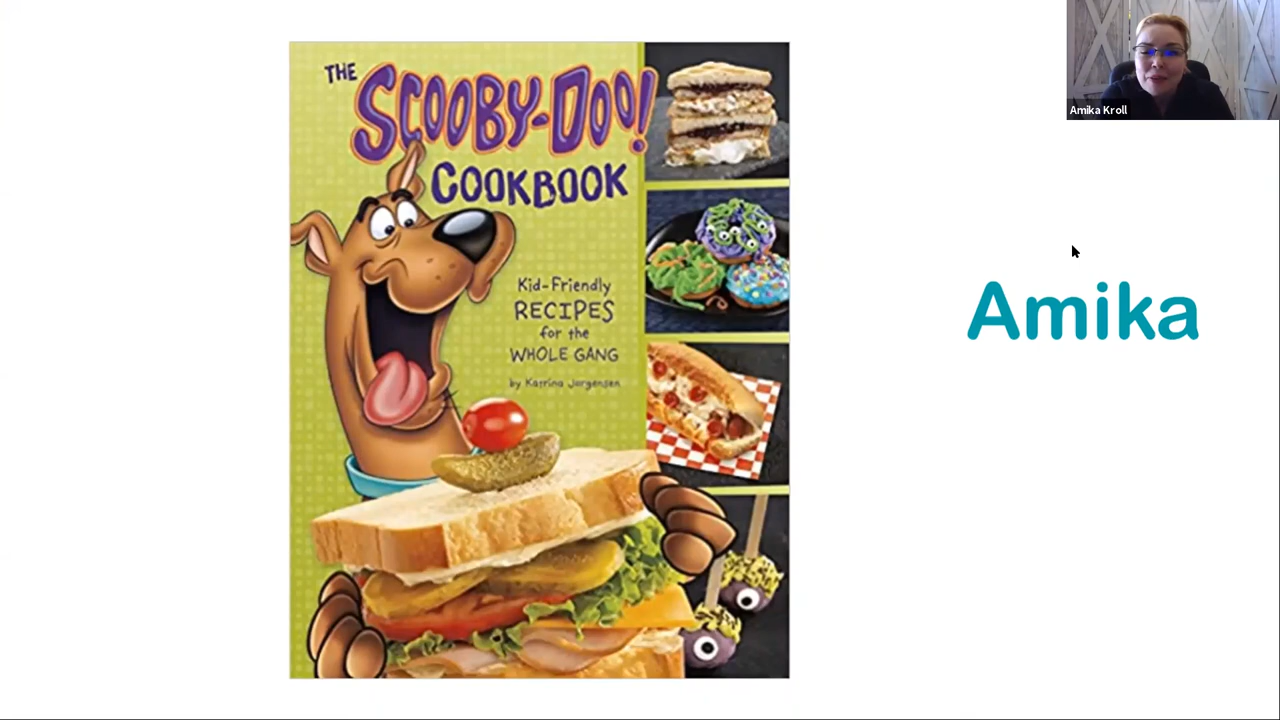 THE
SCOOBY-DOO!
COOKBOOK
Kid-Friendly
RECIPES
for the
WHOLE GANG
by Katrina Jorgensen
Amika Kroll
Amika